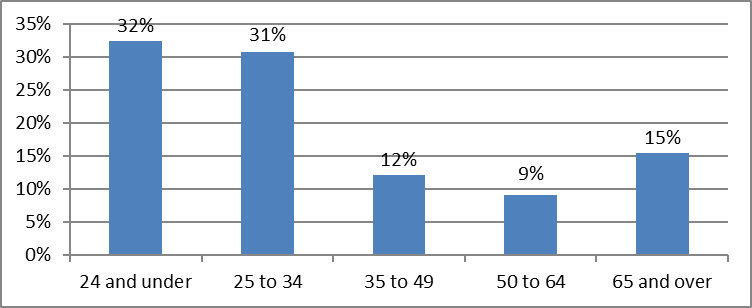 35%
30%
25%
20%
15%
10%
5%
0%
32%
31%
12%
9%
15%
24 and under
25 to 34
35 to 49
50 to 64
65 and over